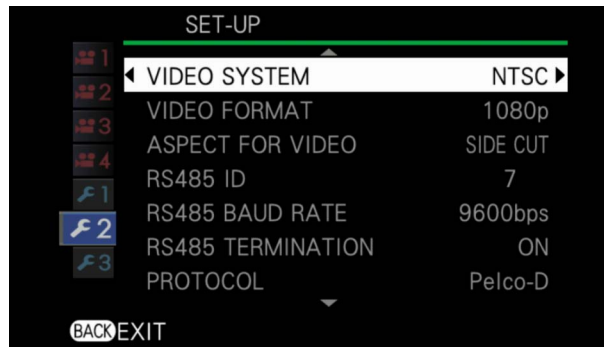 SET-UP
1
2
3
4
1
2
3
VIDEO SYSTEM NTSC
VIDEO FORMAT 1080p
ASPECT FOR VIDEO SIDE CUT
RS485 ID 7
RS485 BAUD RATE 9600bps
RS485 TERMINATION ON
PROTOCOL Pelco-D
BACK EXIT